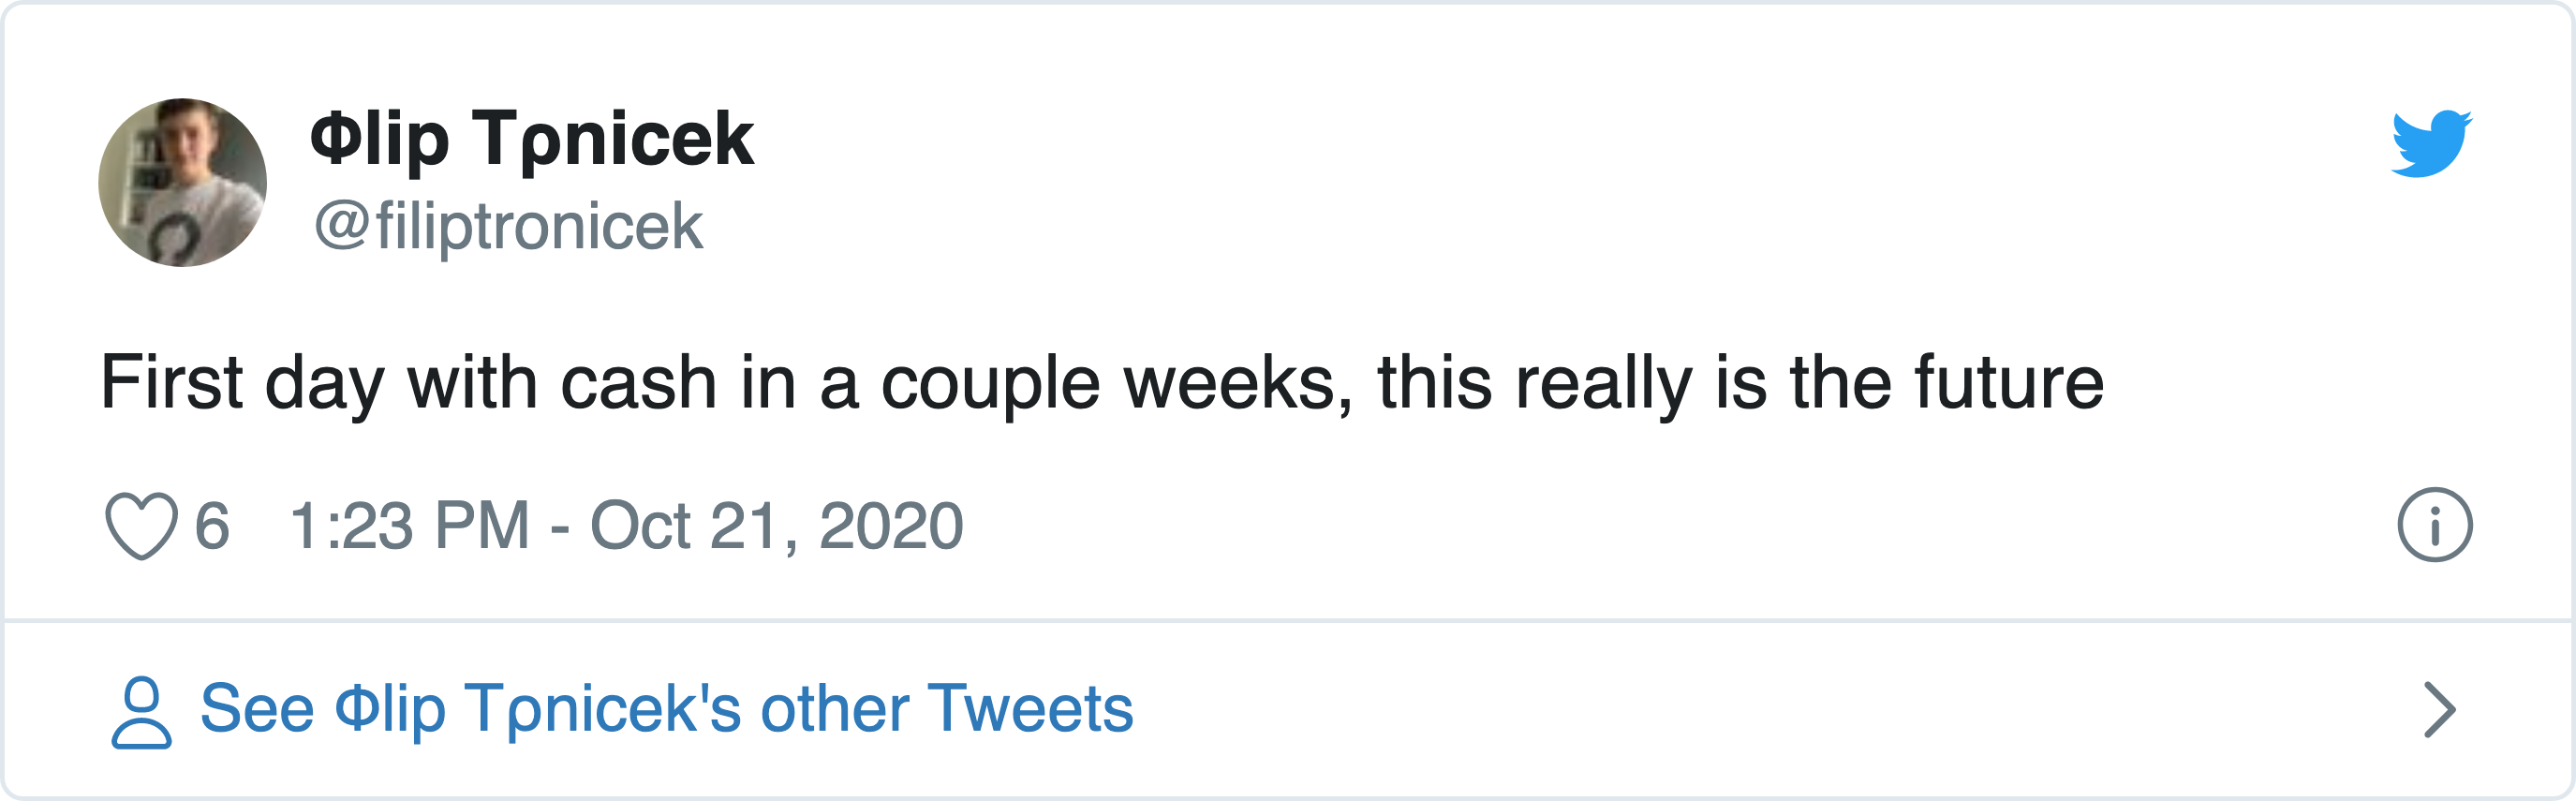 Φlip Tρnicek
@filiptronicek
First day with cash in a couple weeks, this really is the future
6 1:23 PM - Oct 21, 2020
See Φlip Tρnicek's other Tweets